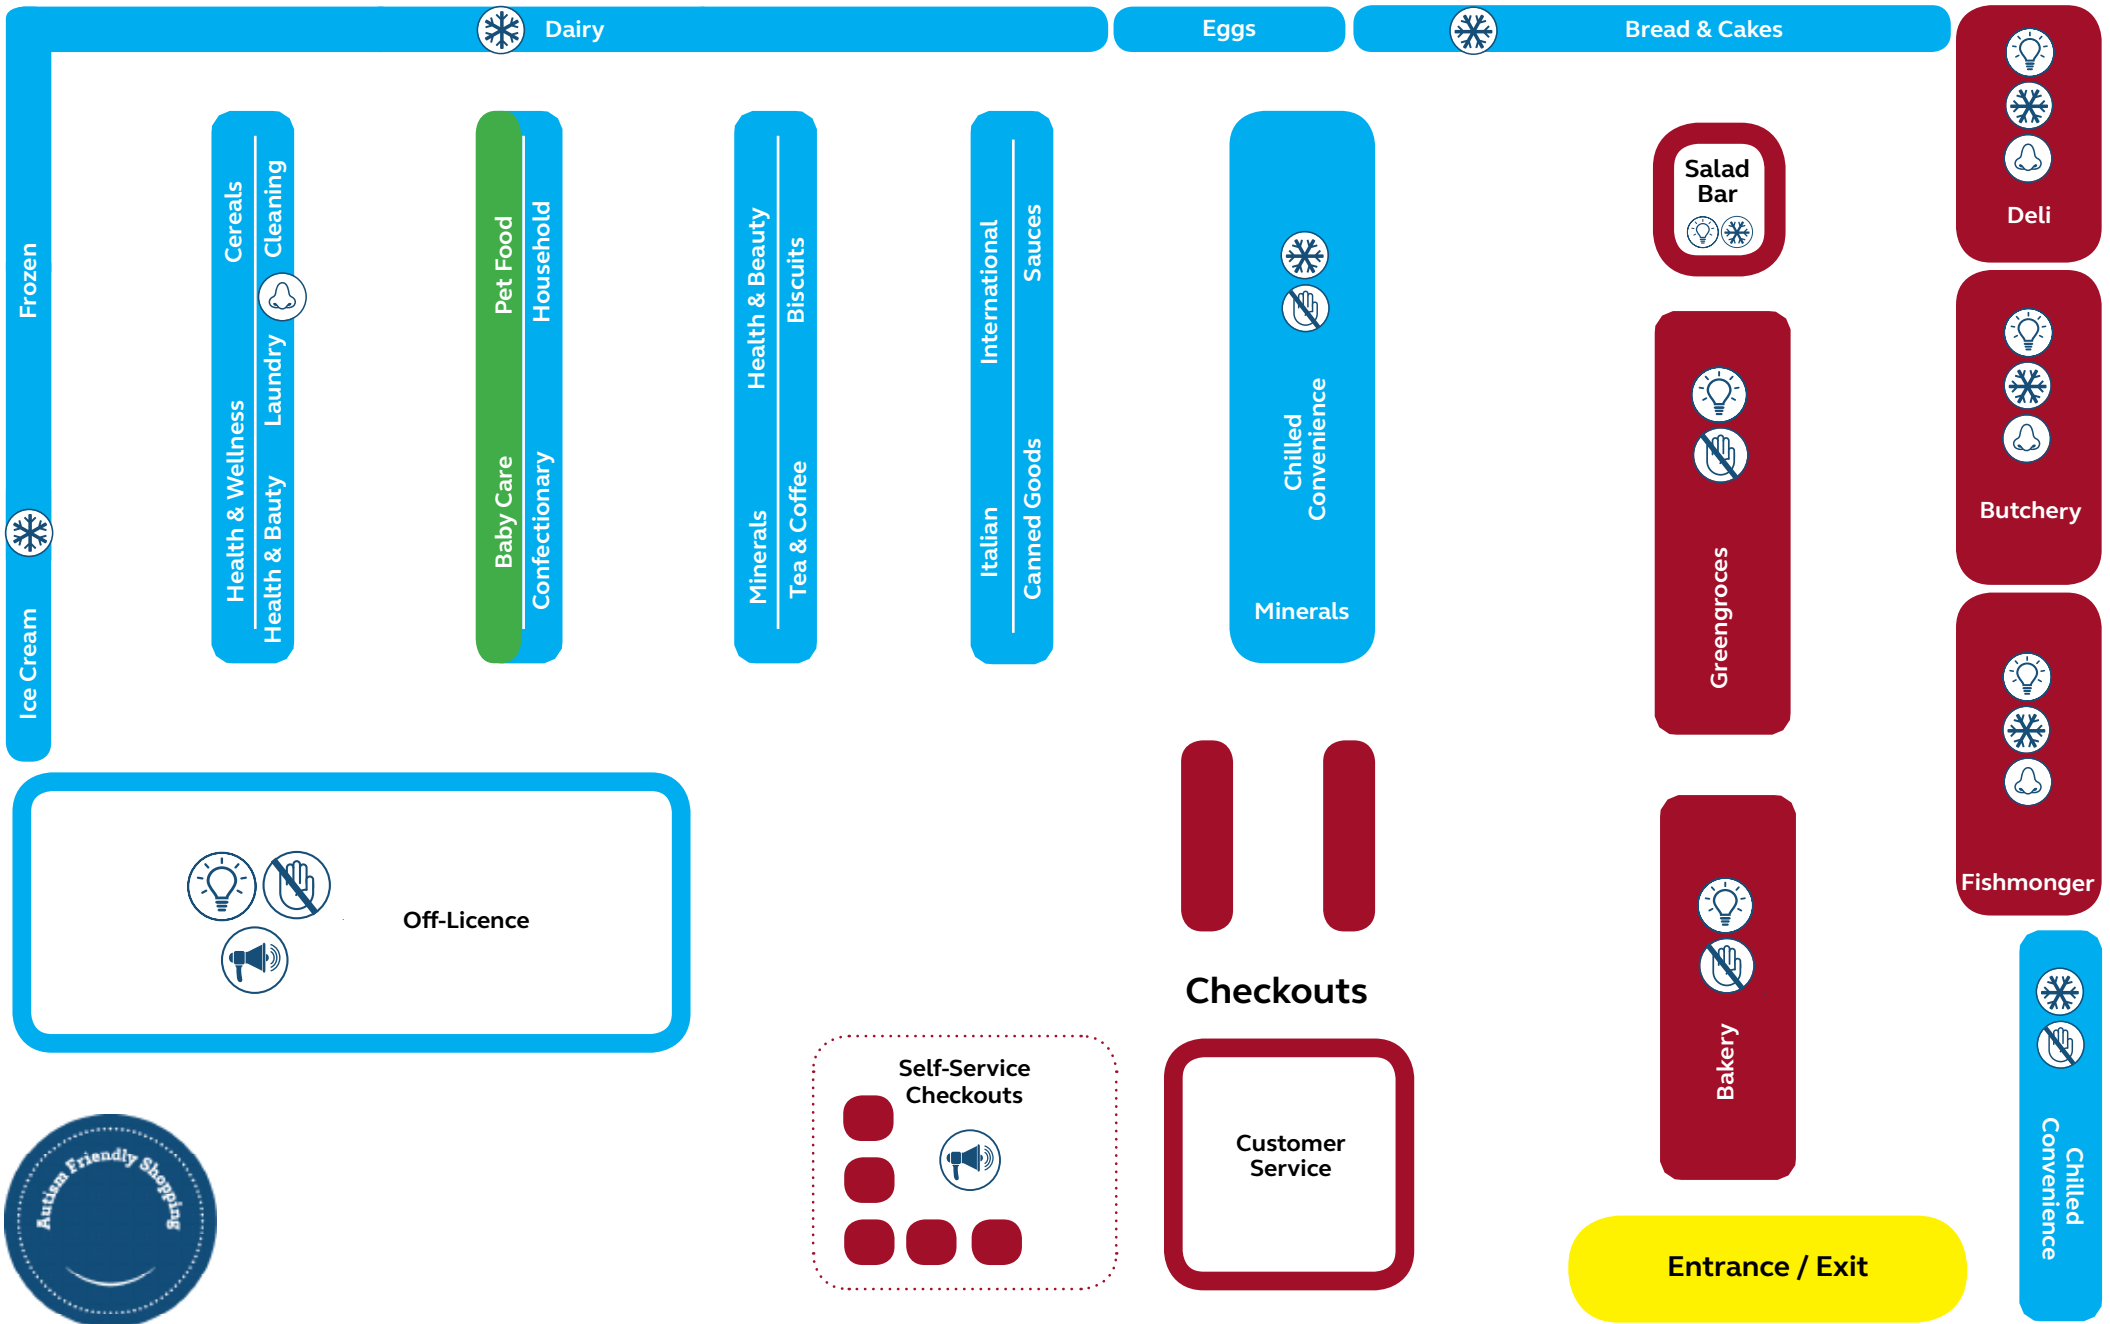 Dairy
Eggs
Bread & Cakes
Deli
Butchery
Fishmonger
Chilled
Convenience
Salad
Bar
Greengroces
Bakery
Entrance / Exit
Frozen
Ice Cream
Cereals
Health & Wellness
Cleaning
Laundry
Health & Bauty
Pet Food
Baby Care
Household
Confectionary
Health & Beauty
Minerals
Biscuits
Tea & Coffee
International
Italian
Sauces
Canned Goods
Chilled
Convenience
Minerals
Off-Licence
Checkouts
Self-Service
Checkouts
Customer
Service
Autism Friendly Shopping